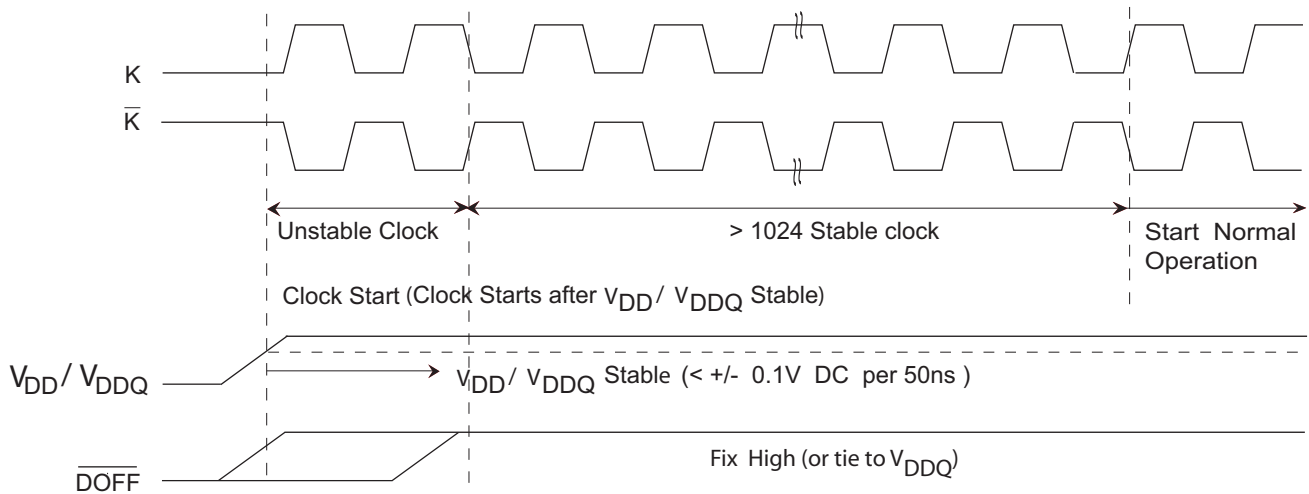 K
K̅
Unstable Clock
> 1024 Stable clock
Start Normal
Operation
Clock Start (Clock Starts after VDD / VDDQ Stable)
VDD / VDDQ
VDD / VDDQ Stable (< +/- 0.1V DC per 50ns )
Fix High (or tie to VDDQ)
D̅O̅F̅F̅